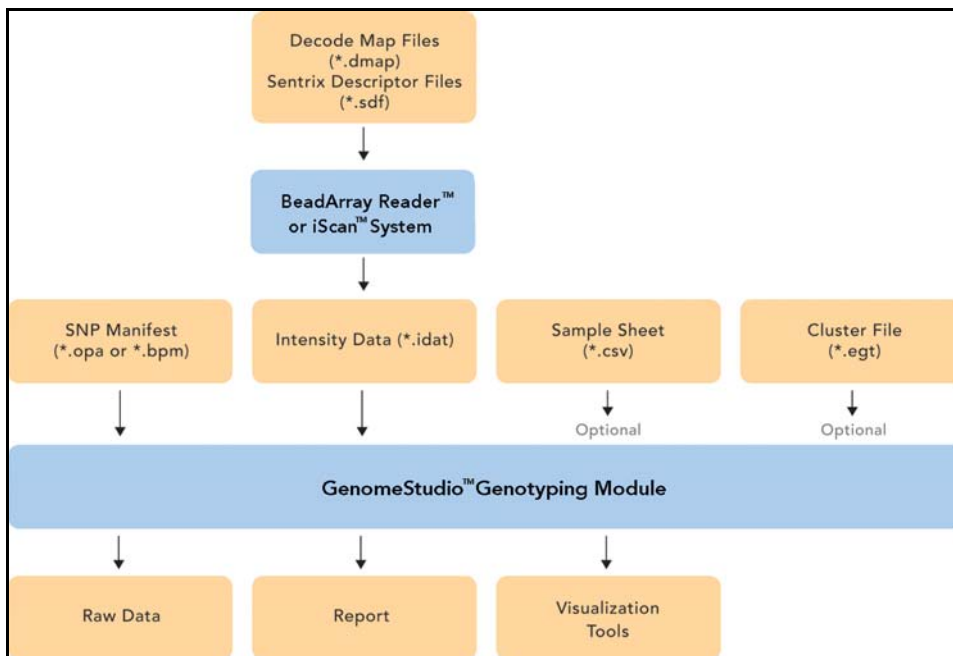 Decode Map Files
(*.dmap)
Sentrix Descriptor Files
(*.sdf)
BeadArray Reader™
or iScan™ System
SNP Manifest
(*.opa or *.bpm)
Intensity Data (*.idat)
Sample Sheet
(*.csv)
Cluster File
(*.egt)
Optional
Optional
GenomeStudio™ Genotyping Module
Raw Data
Report
Visualization
Tools